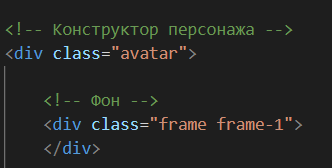 <!-- Конструктор персонажа -->
<div class="avatar">
<!-- Фон -->
<div class="frame frame-1">
</div>